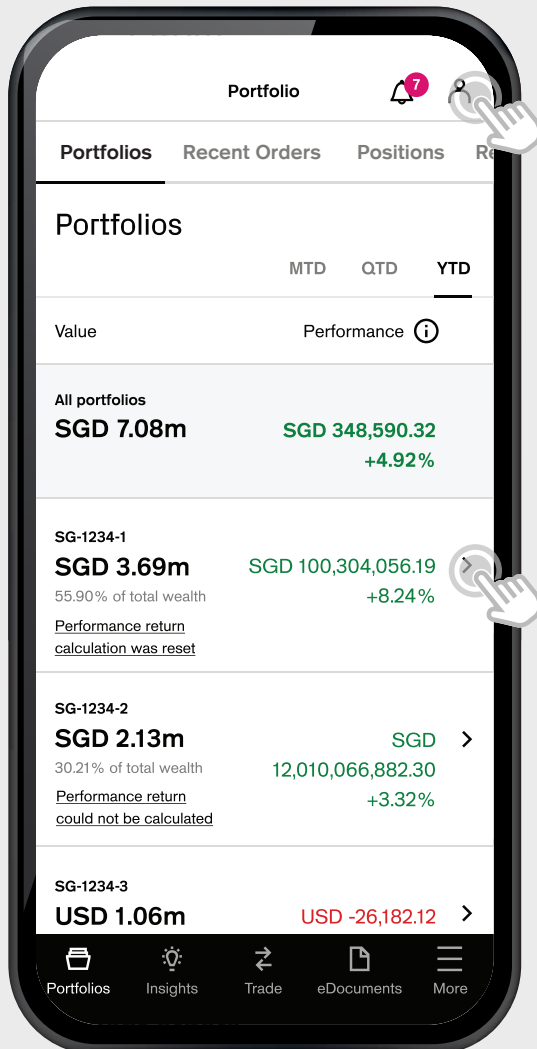 Portfolio
7
Portfolios Recent Orders Positions Re
Portfolios
MTD QTD YTD
Value Performance i
All portfolios
SGD 7.08m SGD 348,590.32
+4.92%
SG-1234-1
SGD 3.69m SGD 100,304,056.19
55.90% of total wealth +8.24%
Performance return
calculation was reset
SG-1234-2
SGD 2.13m SGD
30.21% of total wealth 12,010,066,882.30
Performance return +3.32%
could not be calculated
SG-1234-3
USD 1.06m USD -26,182.12
Portfolios Insights Trade eDocuments More